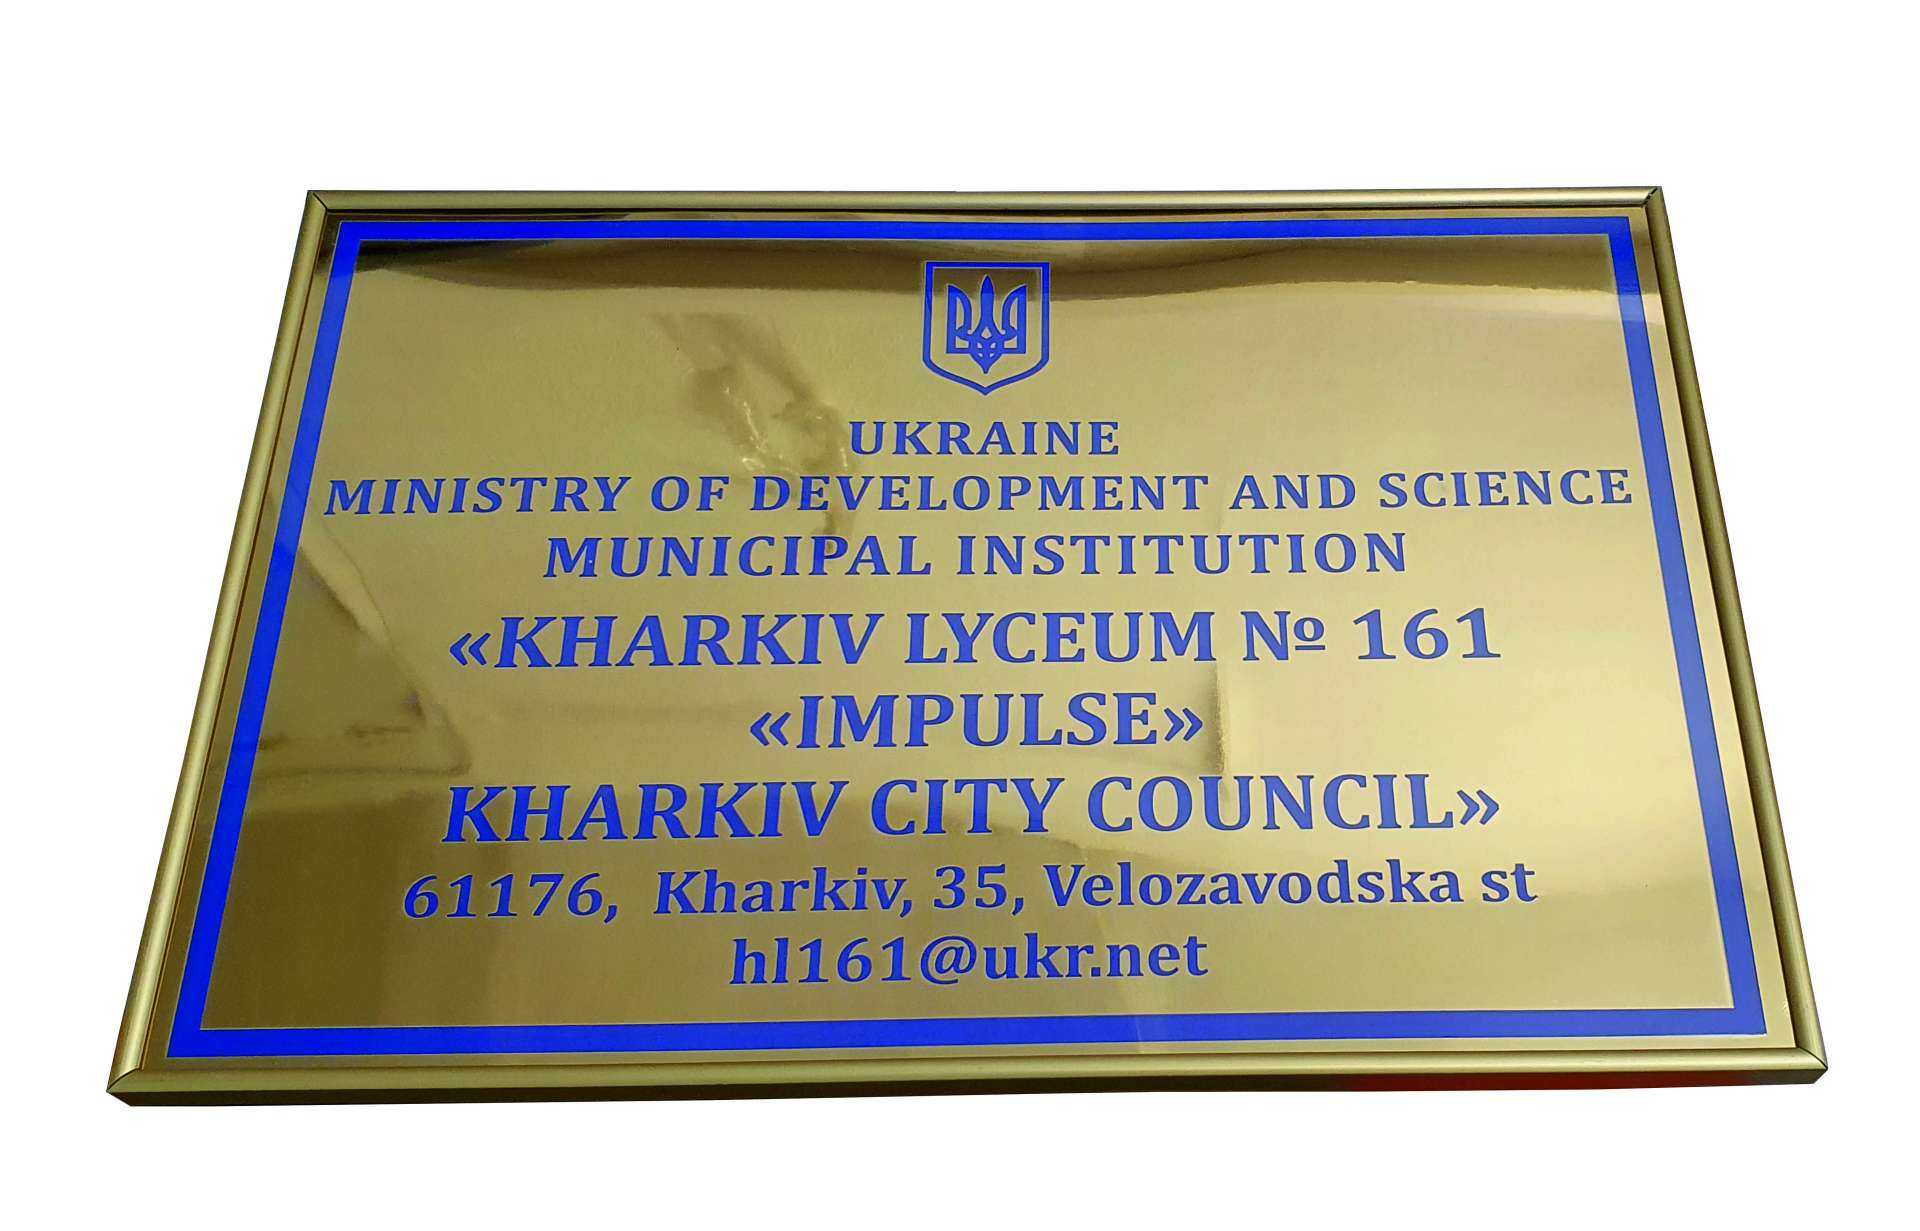 UKRAINE
MINISTRY OF DEVELOPMENT AND SCIENCE
MUNICIPAL INSTITUTION
«KHARKIV LYCEUM № 161
«IMPULSE»
KHARKIV CITY COUNCIL»
61176, Kharkiv, 35, Velozavodska st
hl161@ukr.net